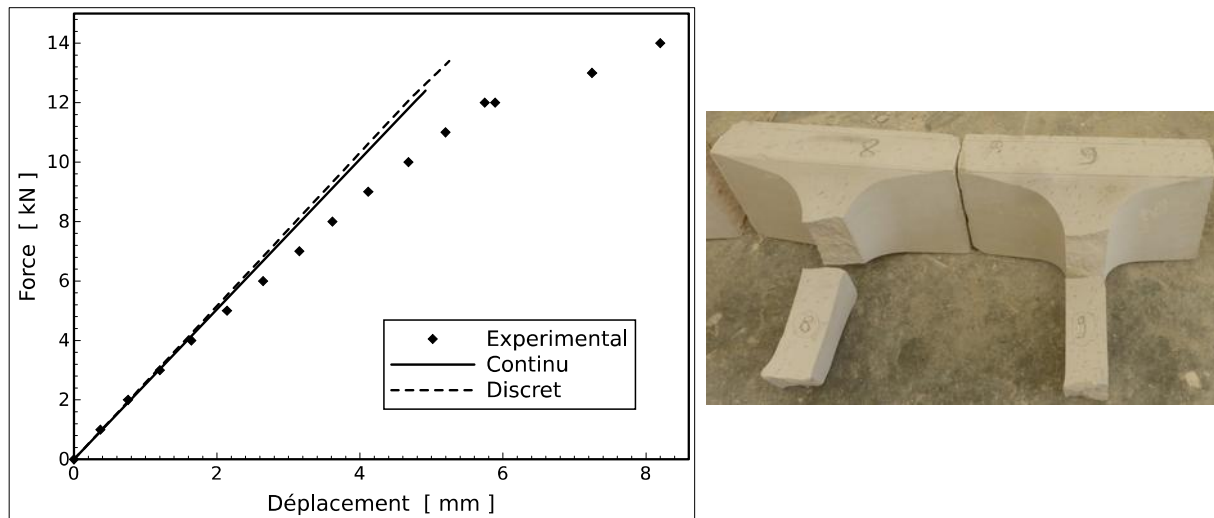 14
12
10
8
6
4
2
0
Force [ kN ]
Experimental
Continu
Discret
0 2 4 6 8
Déplacement [ mm ]
8
9
8
9